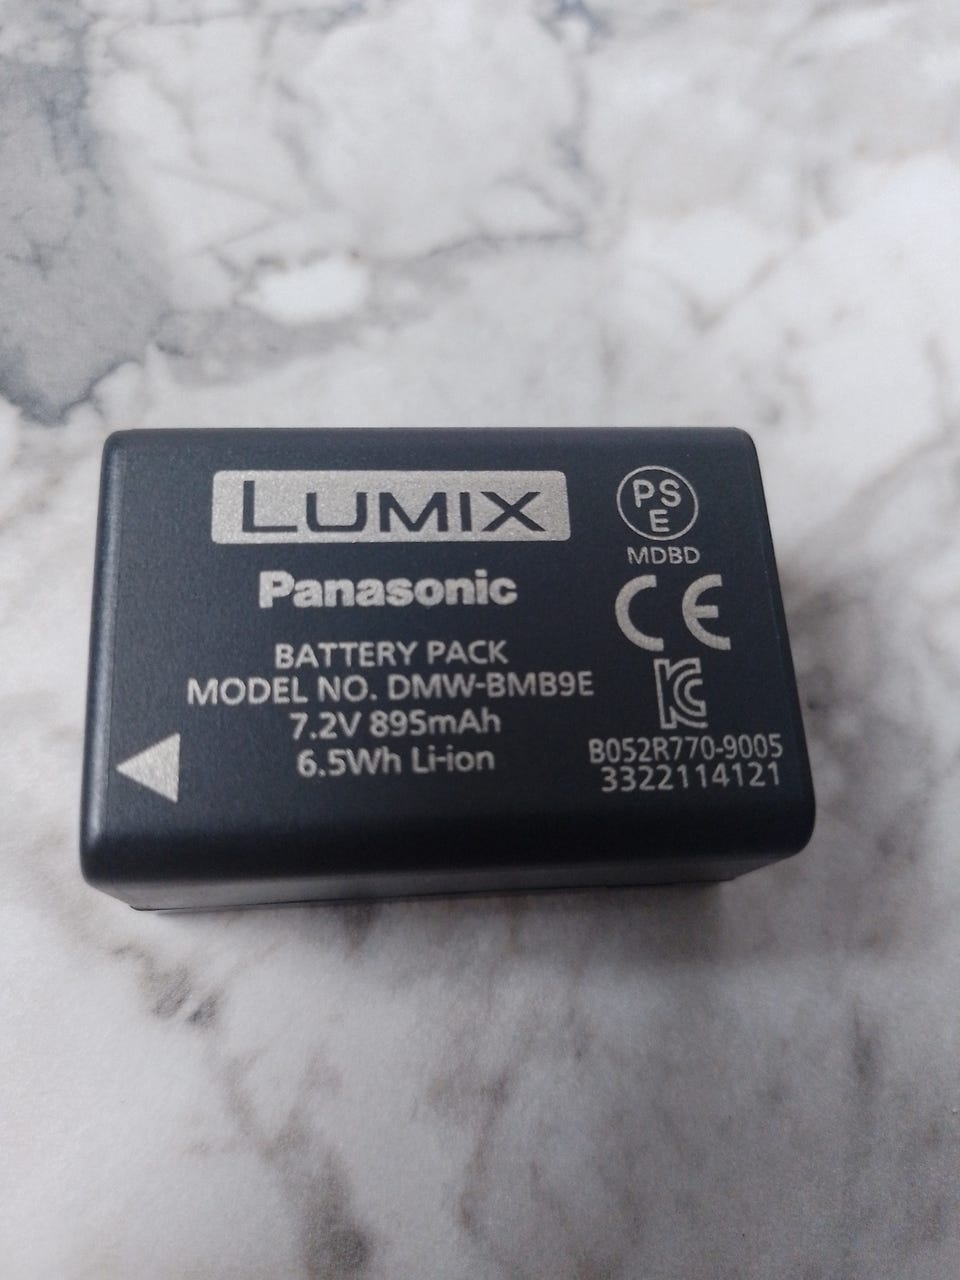 LUMIX
Panasonic
BATTERY PACK
MODEL NO. DMW-BMB9E
7.2V 895mAh
6.5Wh Li-ion
PS
E
MDBD
CE
KC
B052R770-9005
3322114121